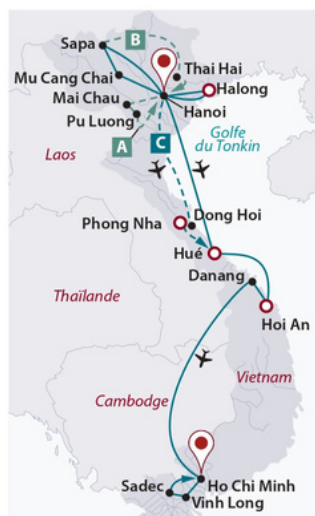 B
Sapa
Thai Hai
Mu Cang Chai
Halong
Mai Chau
Hanoi
Pu Luong
A
C
Golfe
du Tonkin
Laos
Dong Hoi
Phong Nha
Hué
Danang
Thaïlande
Hoi An
Vietnam
Cambodge
Ho Chi Minh
Sadec
Vinh Long